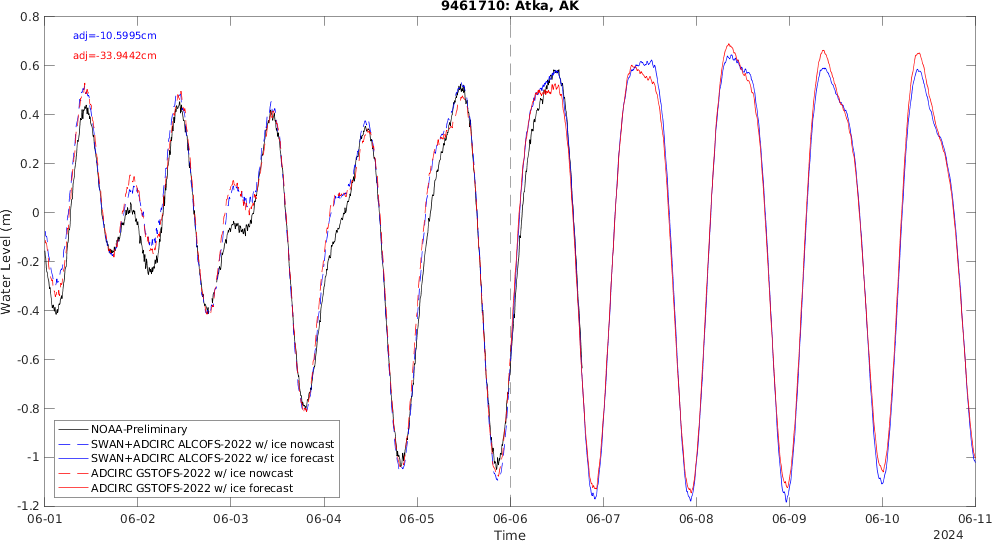 9461710: Atka, AK
adj=-10.5995cm
adj=-33.9442cm
0.8
0.6
0.4
0.2
0
-0.2
-0.4
-0.6
-0.8
-1
-1.2
Water Level (m)
NOAA-Preliminary
SWAN+ADCIRC ALCOFS-2022 w/ ice nowcast
SWAN+ADCIRC ALCOFS-2022 w/ ice forecast
ADCIRC GSTOFS-2022 w/ ice nowcast
ADCIRC GSTOFS-2022 w/ ice forecast
06-01 06-02 06-03 06-04 06-05 06-06 06-07 06-08 06-09 06-10 06-11
Time
2024